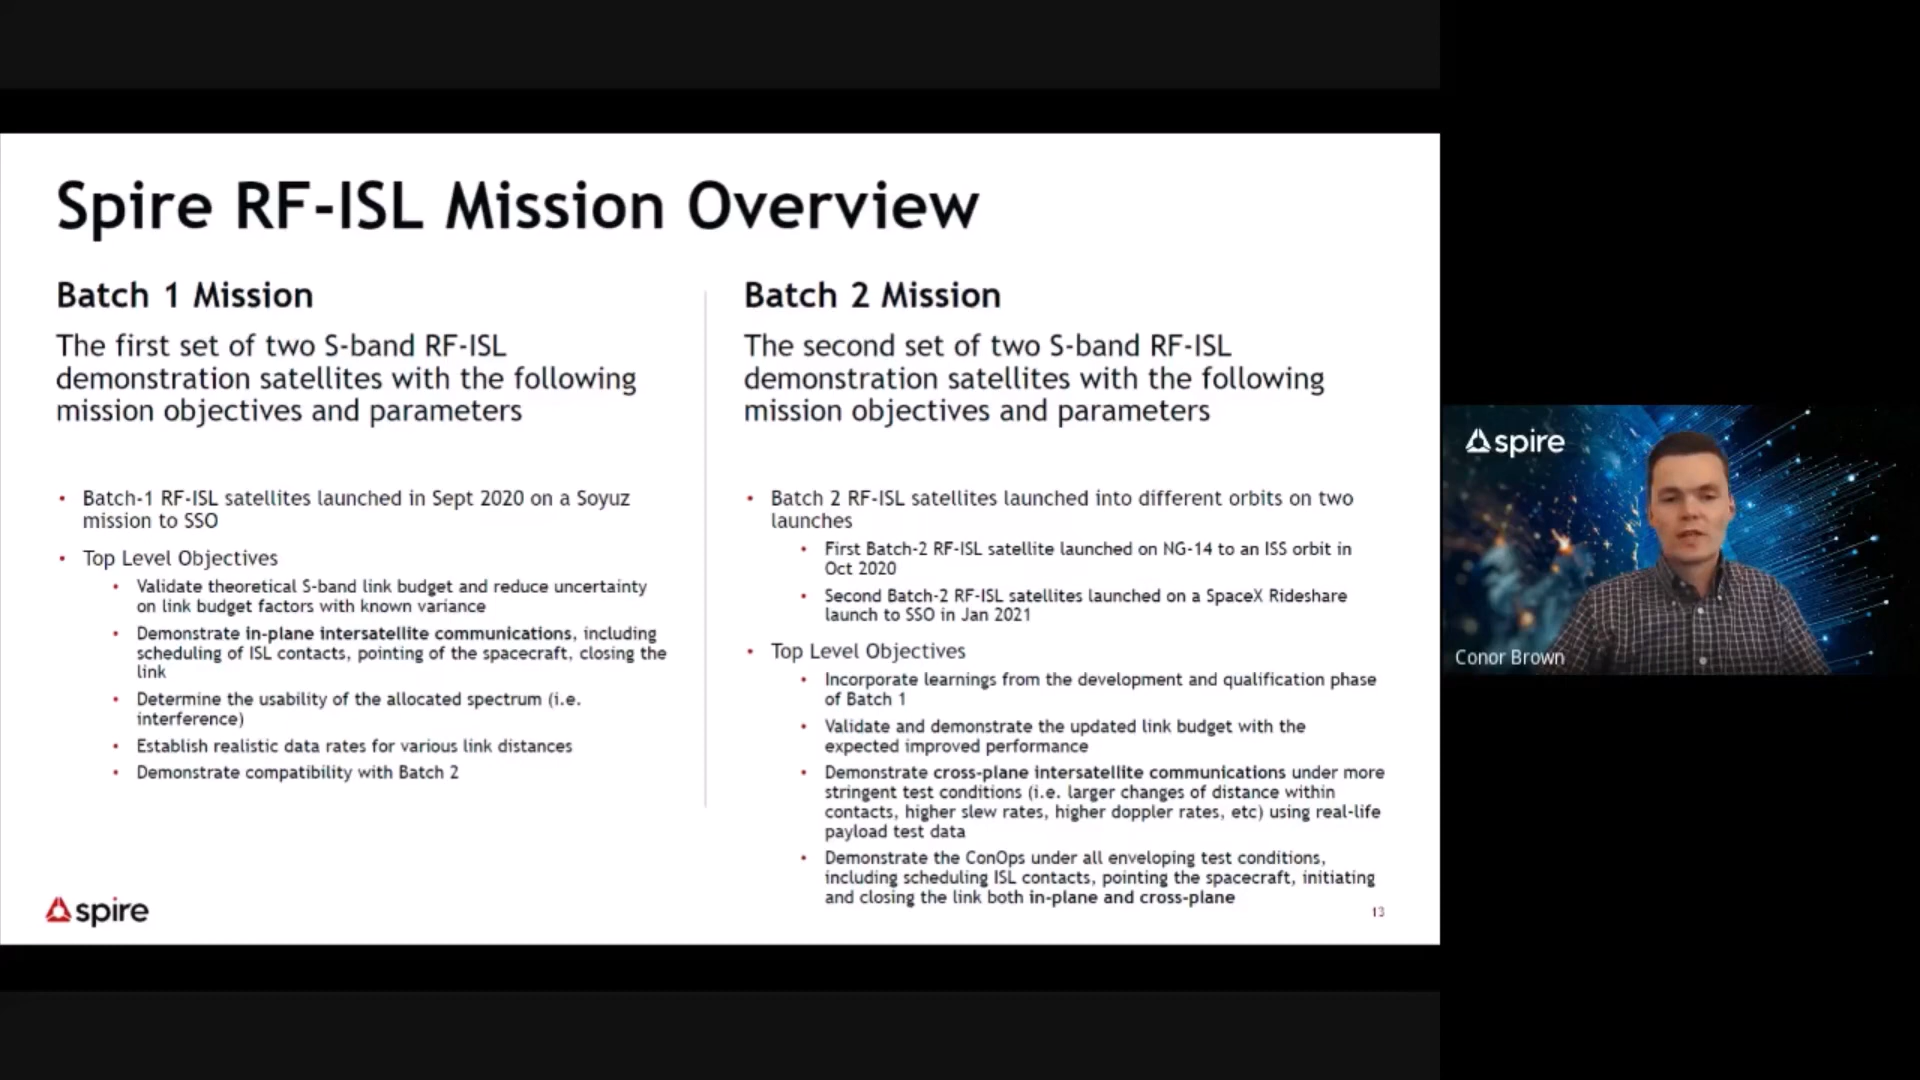 Spire RF-ISL Mission Overview
Batch 1 Mission
The first set of two S-band RF-ISL
demonstration satellites with the following
mission objectives and parameters
• Batch-1 RF-ISL satellites launched in Sept 2020 on a Soyuz
mission to SSO
• Top Level Objectives
• Validate theoretical S-band link budget and reduce uncertainty
on link budget factors with known variance
• Demonstrate in-plane intersatellite communications, including
scheduling of ISL contacts, pointing of the spacecraft, closing the
link
• Determine the usability of the allocated spectrum (i.e.
interference)
• Establish realistic data rates for various link distances
• Demonstrate compatibility with Batch 2
Batch 2 Mission
The second set of two S-band RF-ISL
demonstration satellites with the following
mission objectives and parameters
• Batch 2 RF-ISL satellites launched into different orbits on two
launches
• First Batch-2 RF-ISL satellite launched on NG-14 to an ISS orbit in
Oct 2020
• Second Batch-2 RF-ISL satellites launched on a SpaceX Rideshare
launch to SSO in Jan 2021
• Top Level Objectives
• Incorporate learnings from the development and qualification phase
of Batch 1
• Validate and demonstrate the updated link budget with the
expected improved performance
• Demonstrate cross-plane intersatellite communications under more
stringent test conditions (i.e. larger changes of distance within
contacts, higher slew rates, higher doppler rates, etc) using real-life
payload test data
• Demonstrate the ConOps under all enveloping test conditions,
including scheduling ISL contacts, pointing the spacecraft, initiating
and closing the link both in-plane and cross-plane
spire
13
spire
Conor Brown